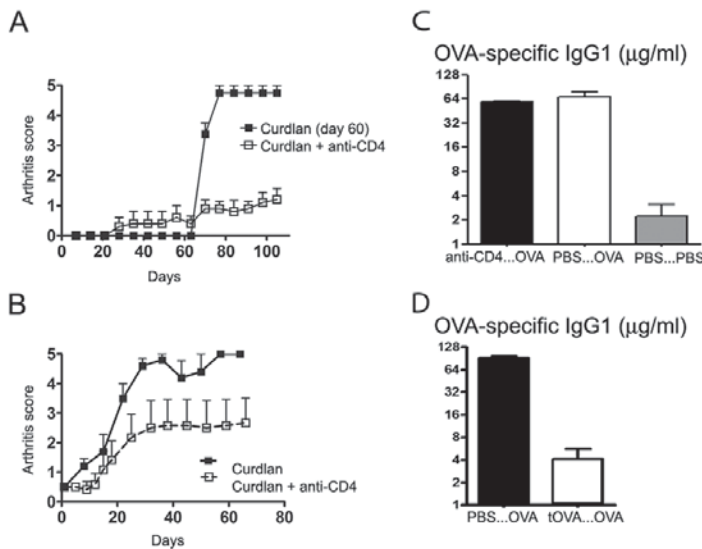 A
Arthritis score
5
4
3
2
1
0
Curdlan (day 60)
Curdlan + anti-CD4
0 20 40 60 80 100
Days
B
Arthritis score
5
4
3
2
1
0
Curdlan
Curdlan + anti-CD4
0 20 40 60 80
Days
C
OVA-specific IgG1 (µg/ml)
128
64
32
16
8
4
2
1
anti-CD4...OVA PBS...OVA PBS...PBS
D
OVA-specific IgG1 (µg/ml)
128
64
32
16
8
4
2
1
PBS...OVA tOVA...OVA